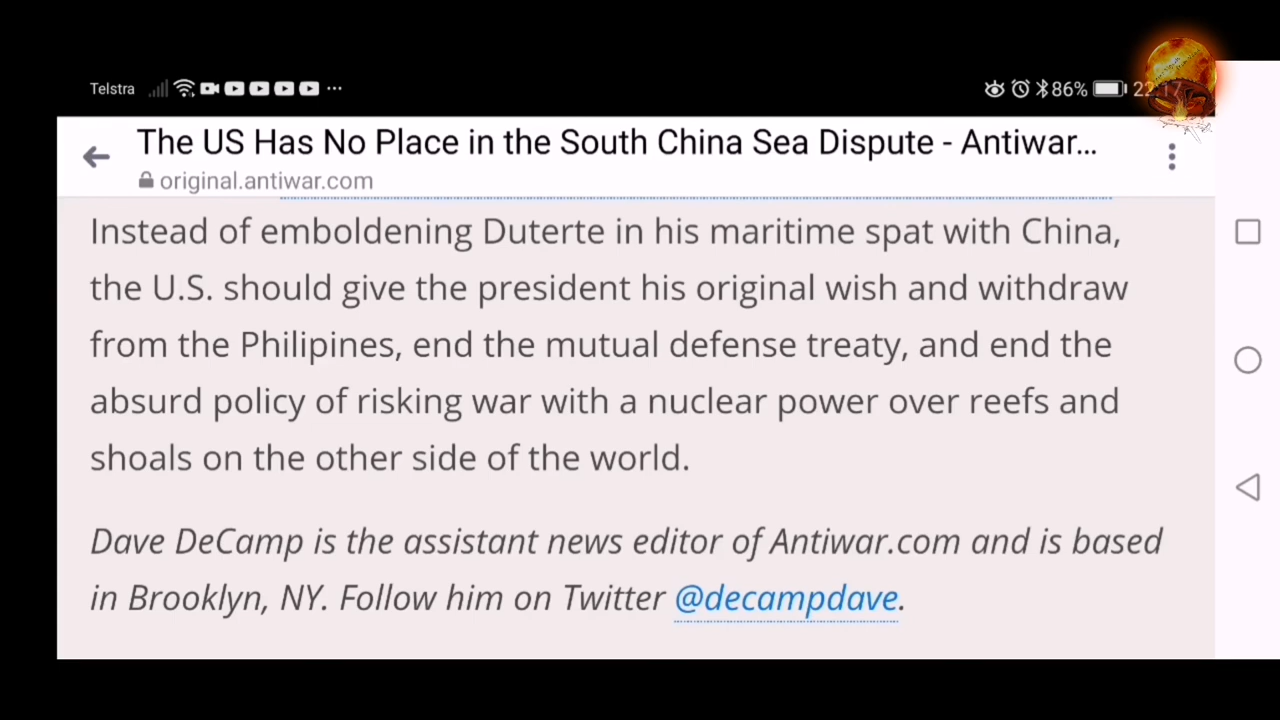 Telstra 86% 22:17
The US Has No Place in the South China Sea Dispute - Antiwar...
original.antiwar.com
Instead of emboldening Duterte in his maritime spat with China,
the U.S. should give the president his original wish and withdraw
from the Philipines, end the mutual defense treaty, and end the
absurd policy of risking war with a nuclear power over reefs and
shoals on the other side of the world.
Dave DeCamp is the assistant news editor of Antiwar.com and is based
in Brooklyn, NY. Follow him on Twitter @decampdave.